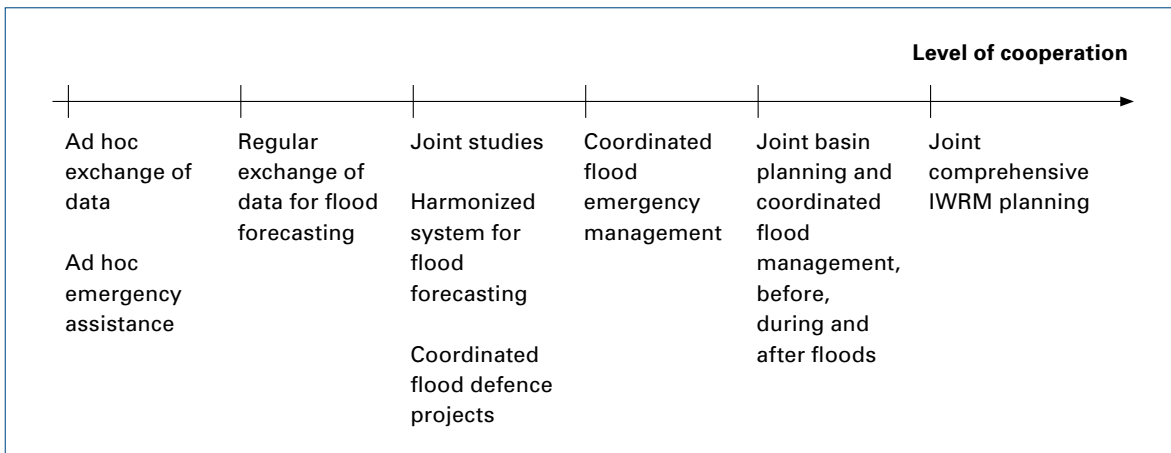 Level of cooperation
Ad hoc
exchange of
data
Ad hoc
emergency
assistance
Regular
exchange of
data for flood
forecasting
Joint studies
Harmonized
system for
flood
forecasting
Coordinated
flood defence
projects
Coordinated
flood
emergency
management
Joint basin
planning and
coordinated
flood
management,
before,
during and
after floods
Joint
comprehensive
IWRM planning